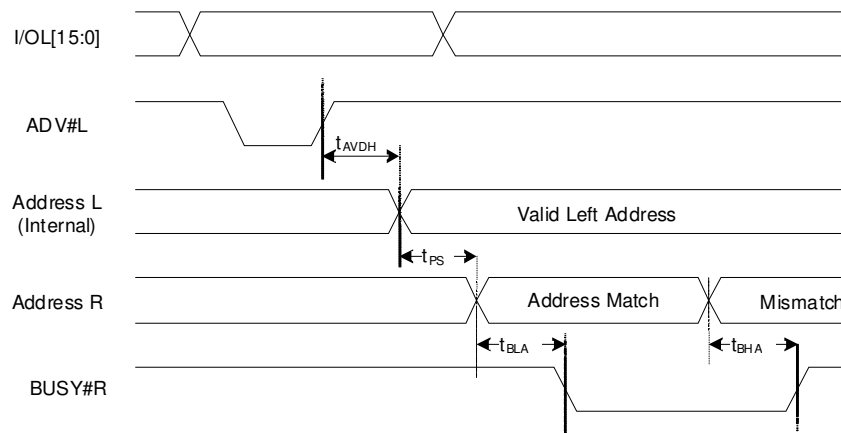 I/OL[15:0]
ADV#L
tAVDH
Address L
(Internal)
Valid Left Address
tPS
Address R
Address Match
Mismatch
tBLA
tBHA
BUSY#R